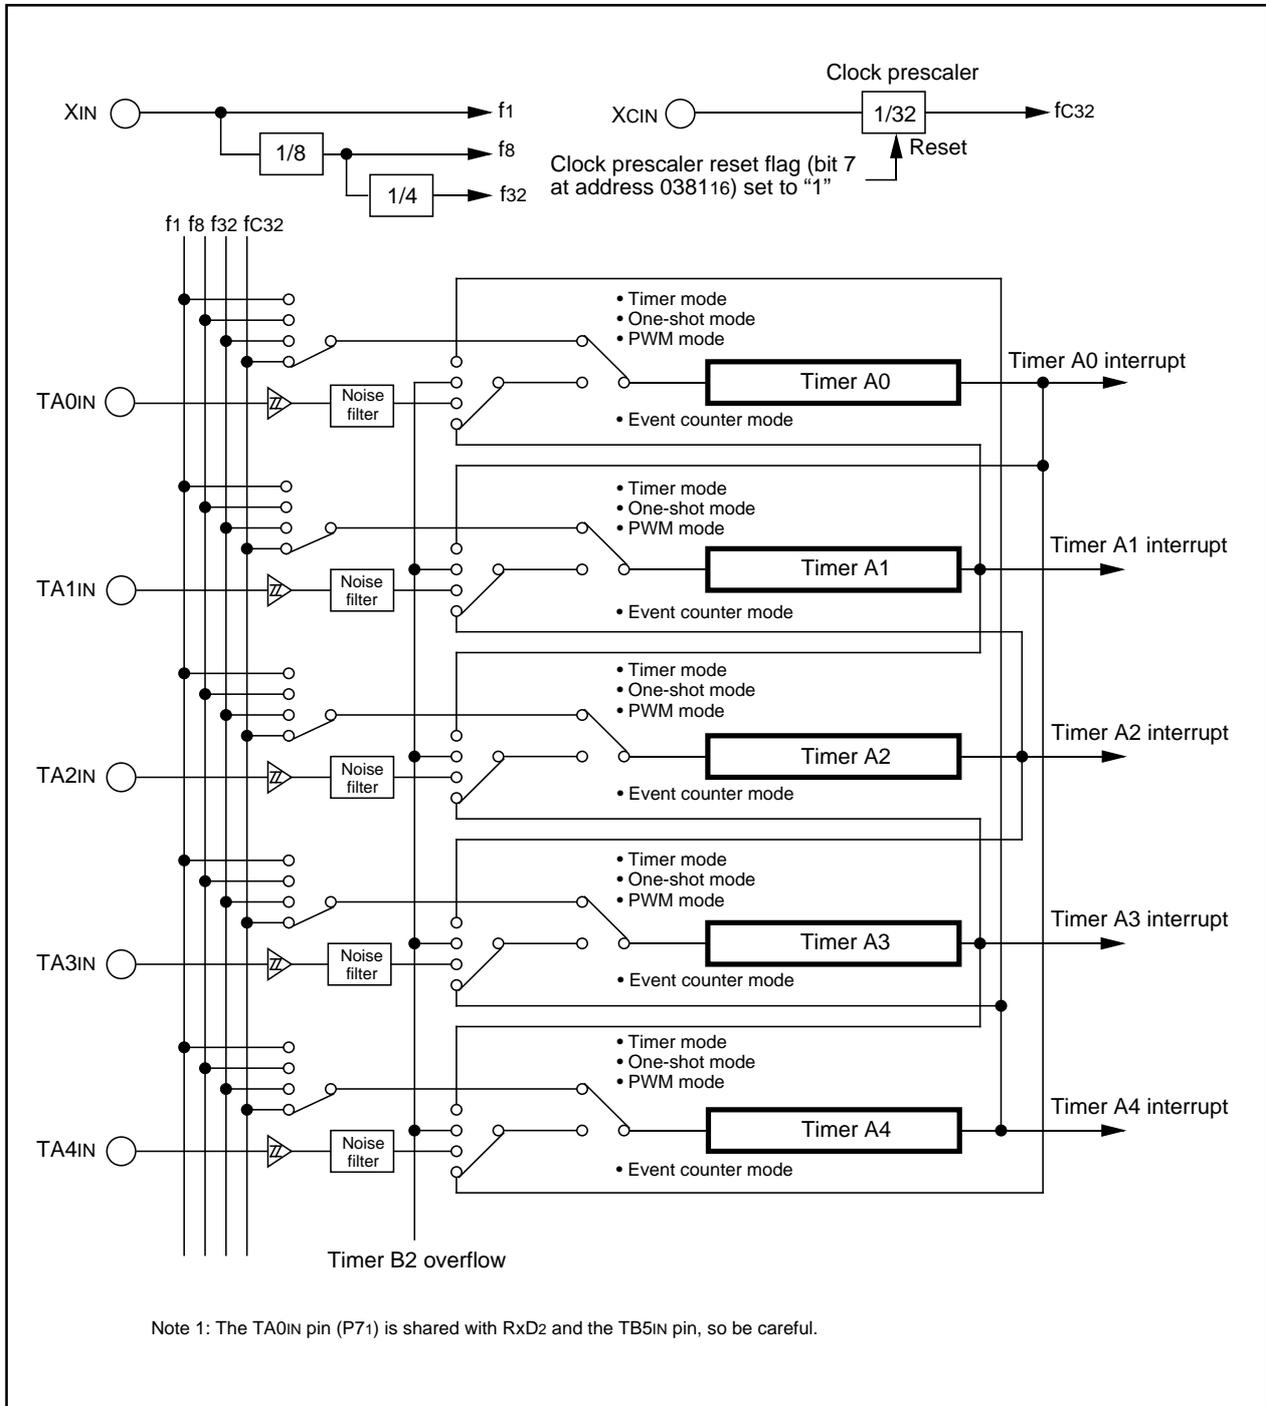 Clock prescaler
XIN
f1
XCIN
1/32
fC32
1/8
f8
Reset
Clock prescaler reset flag (bit 7
at address 038116) set to “1”
1/4
f32
f1 f8 f32 fC32
• Timer mode
• One-shot mode
• PWM mode
Timer A0 interrupt
Timer A0
TA0IN
Noise
filter
• Event counter mode
• Timer mode
• One-shot mode
• PWM mode
Timer A1 interrupt
Timer A1
TA1IN
Noise
filter
• Event counter mode
• Timer mode
• One-shot mode
• PWM mode
Timer A2 interrupt
Timer A2
TA2IN
Noise
filter
• Event counter mode
• Timer mode
• One-shot mode
• PWM mode
Timer A3 interrupt
Timer A3
TA3IN
Noise
filter
• Event counter mode
• Timer mode
• One-shot mode
• PWM mode
Timer A4 interrupt
Timer A4
TA4IN
Noise
filter
• Event counter mode
Timer B2 overflow
Note 1: The TA0IN pin (P71) is shared with RxD2 and the TB5IN pin, so be careful.